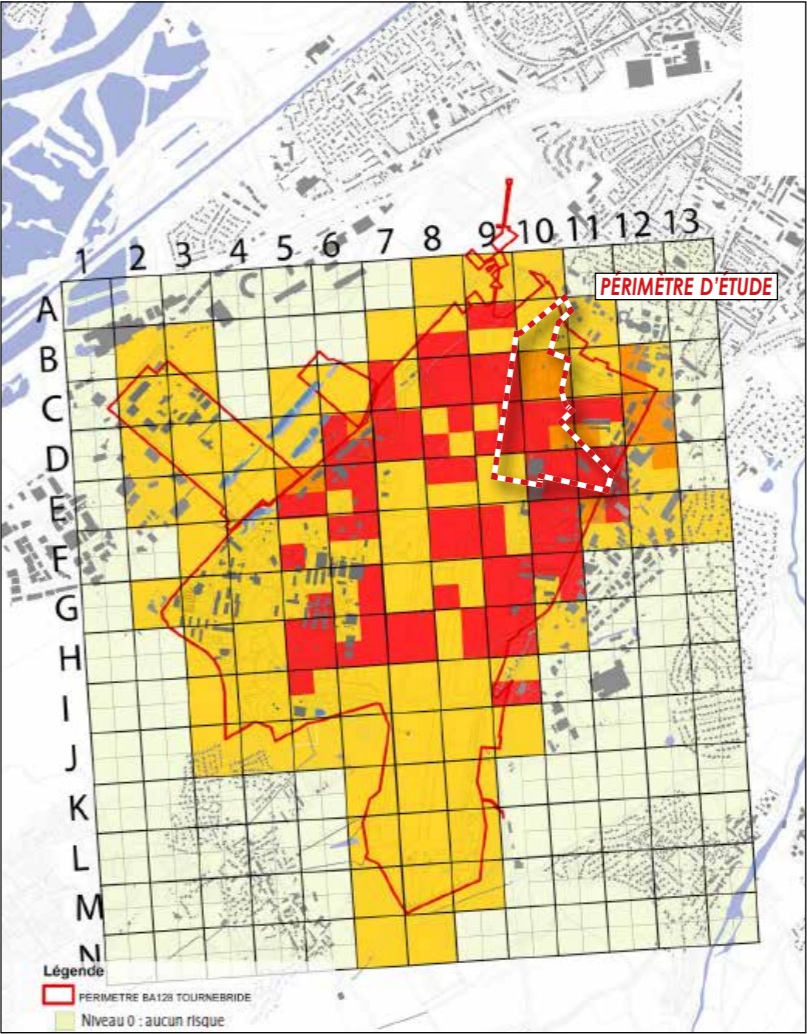 1 2 3 4 5 6 7 8 9 10 11 12 13
PÉRIMÈTRE D'ÉTUDE
A
B
C
D
E
F
G
H
I
J
K
L
M
N
Légende
PERIMETRE BA128 TOURNEBRIDE
Niveau 0 : aucun risque